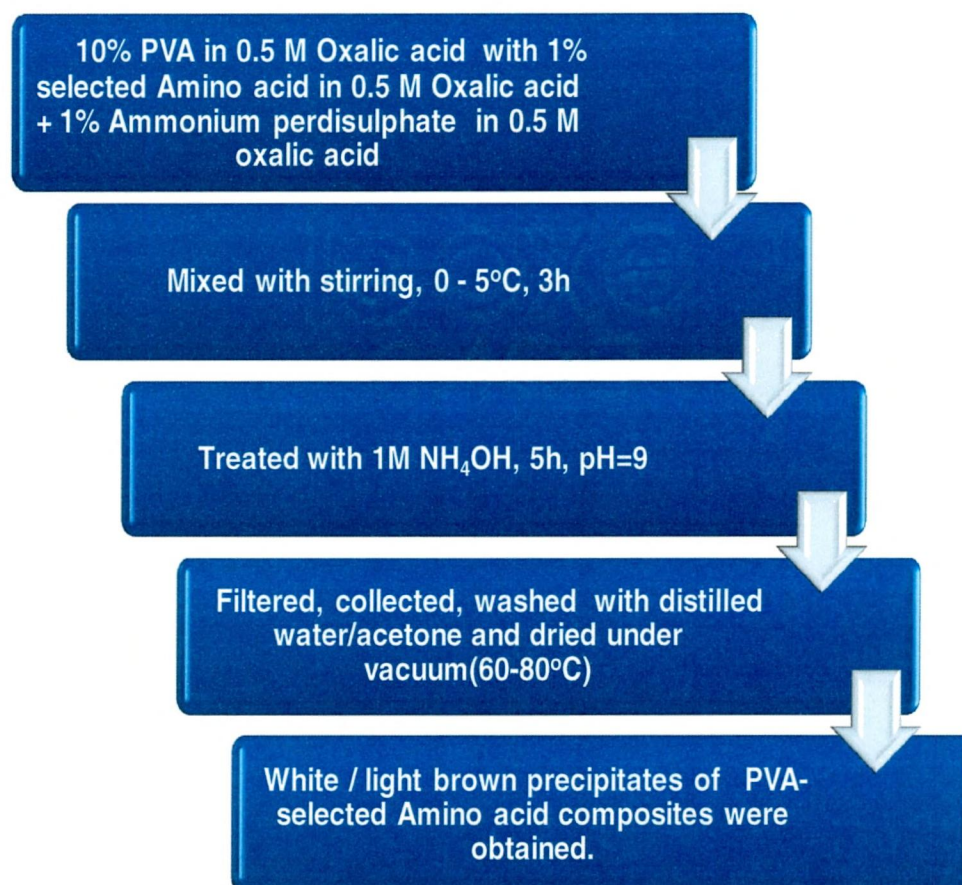 10% PVA in 0.5 M Oxalic acid with 1%
selected Amino acid in 0.5 M Oxalic acid
+ 1% Ammonium perdisulphate in 0.5 M
oxalic acid
Mixed with stirring, 0 - 5°C, 3h
Treated with 1M NH₄OH, 5h, pH=9
Filtered, collected, washed with distilled
water/acetone and dried under
vacuum(60-80°C)
White / light brown precipitates of PVA-
selected Amino acid composites were
obtained.